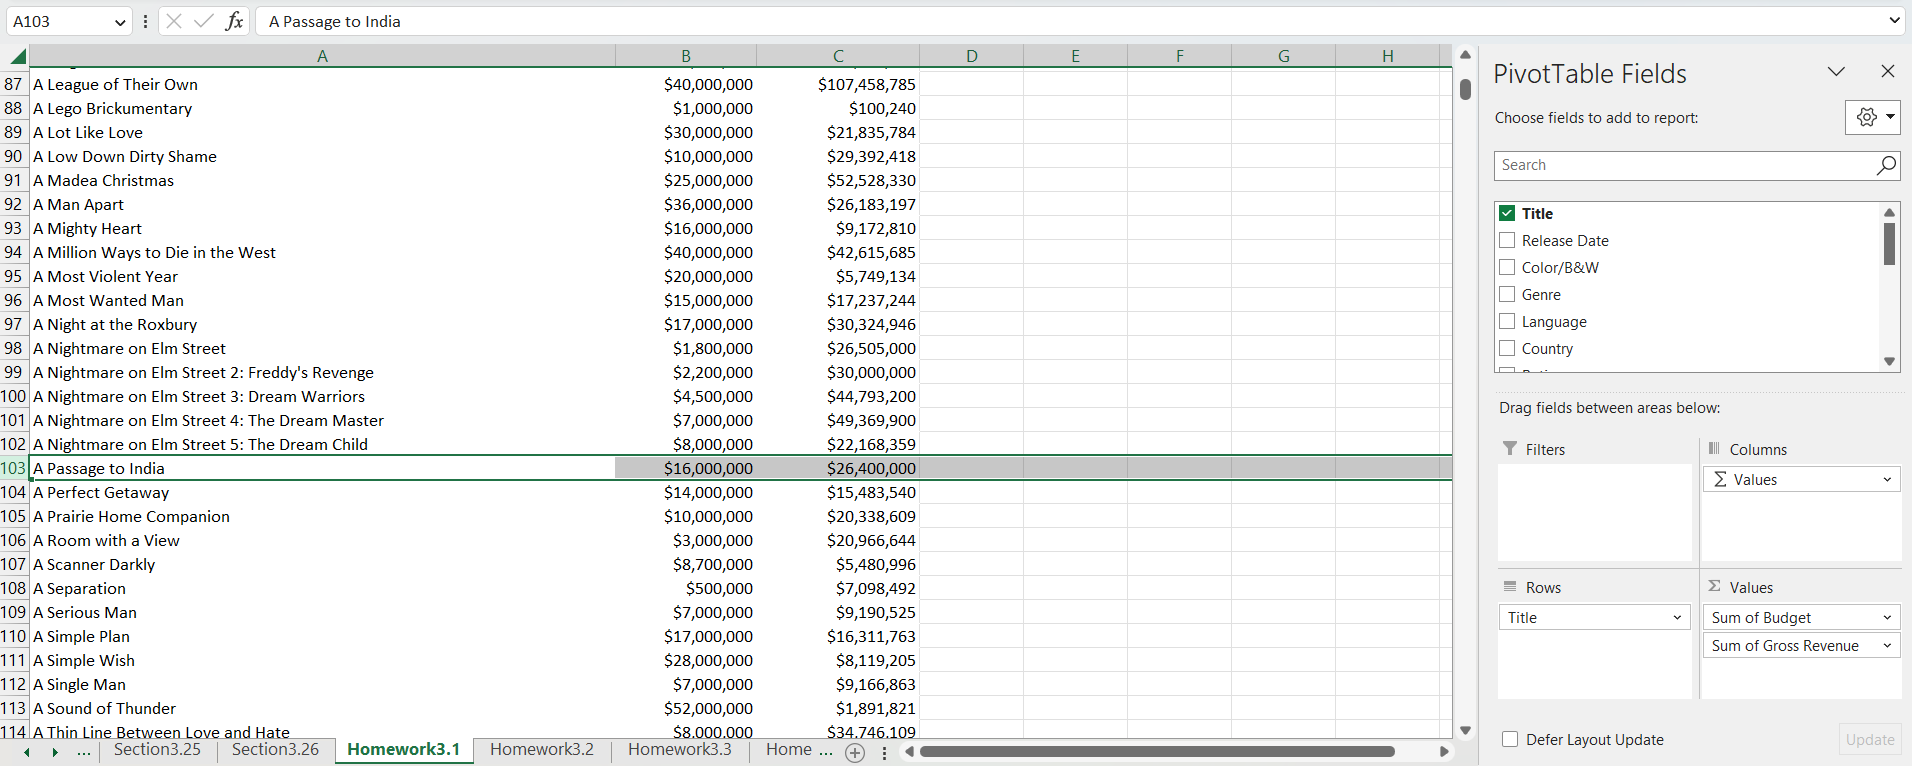 A103 fx A Passage to India
A B C D E F G H
87 A League of Their Own $40,000,000 $107,458,785
88 A Lego Brickumentary $1,000,000 $100,240
89 A Lot Like Love $30,000,000 $21,835,784
90 A Low Down Dirty Shame $10,000,000 $29,392,418
91 A Madea Christmas $25,000,000 $52,528,330
92 A Man Apart $36,000,000 $26,183,197
93 A Mighty Heart $16,000,000 $9,172,810
94 A Million Ways to Die in the West $40,000,000 $42,615,685
95 A Most Violent Year $20,000,000 $5,749,134
96 A Most Wanted Man $15,000,000 $17,237,244
97 A Night at the Roxbury $17,000,000 $30,324,946
98 A Nightmare on Elm Street $1,800,000 $26,505,000
99 A Nightmare on Elm Street 2: Freddy's Revenge $2,200,000 $30,000,000
100 A Nightmare on Elm Street 3: Dream Warriors $4,500,000 $44,793,200
101 A Nightmare on Elm Street 4: The Dream Master $7,000,000 $49,369,900
102 A Nightmare on Elm Street 5: The Dream Child $8,000,000 $22,168,359
103 A Passage to India $16,000,000 $26,400,000
104 A Perfect Getaway $14,000,000 $15,483,540
105 A Prairie Home Companion $10,000,000 $20,338,609
106 A Room with a View $3,000,000 $20,966,644
107 A Scanner Darkly $8,700,000 $5,480,996
108 A Separation $500,000 $7,098,492
109 A Serious Man $7,000,000 $9,190,525
110 A Simple Plan $17,000,000 $16,311,763
111 A Simple Wish $28,000,000 $8,119,205
112 A Single Man $7,000,000 $9,166,863
113 A Sound of Thunder $52,000,000 $1,891,821
114 A Thin Line Between Love and Hate $8,000,000 $34,746,109
... Section3.25 Section3.26 Homework3.1 Homework3.2 Homework3.3 Home ...
PivotTable Fields
Choose fields to add to report:
Search
Title
Release Date
Color/B&W
Genre
Language
Country
Drag fields between areas below:
Filters
Columns
Σ Values
Rows
Title
Σ Values
Sum of Budget
Sum of Gross Revenue
Defer Layout Update
Update